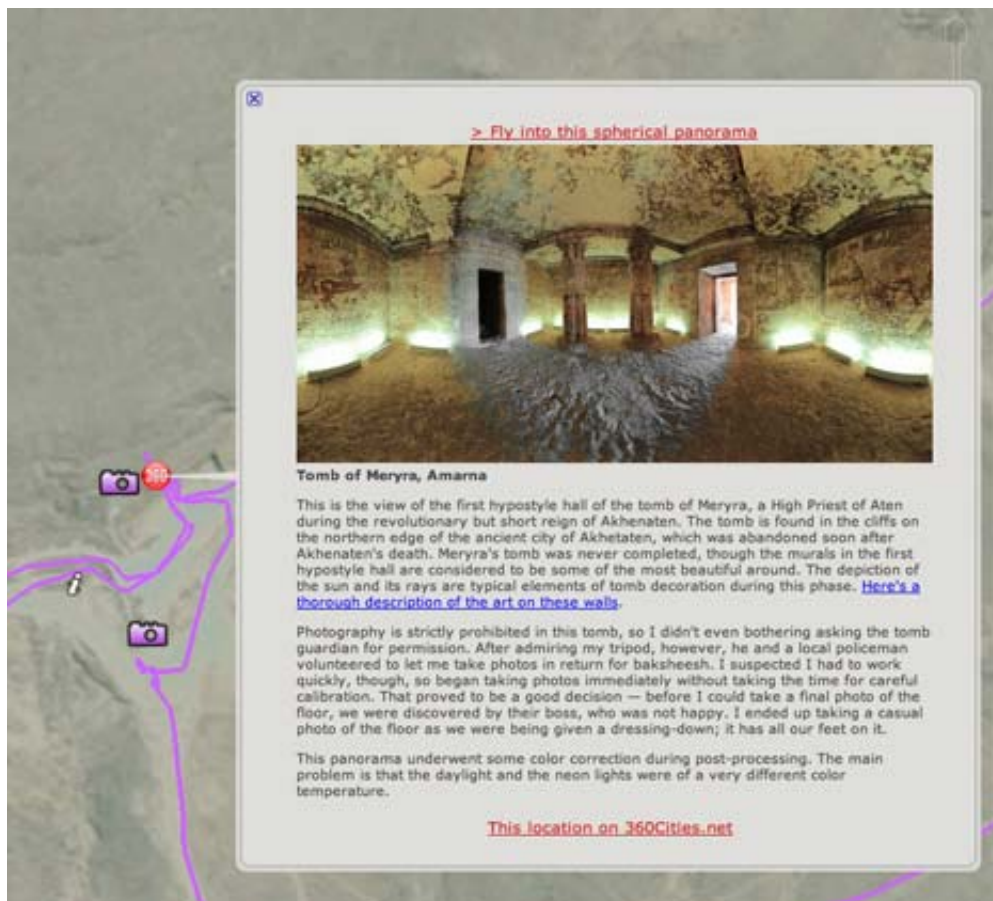 > Fly into this spherical panorama
360
Tomb of Meryra, Amarna
This is the view of the first hypostyle hall of the tomb of Meryra, a High Priest of Aten
during the revolutionary but short reign of Akhenaten. The tomb is found in the cliffs on
the northern edge of the ancient city of Akhetaten, which was abandoned soon after
Akhenaten's death. Meryra's tomb was never completed, though the murals in the first
hypostyle hall are considered to be some of the most beautiful around. The depiction of
the sun and its rays are typical elements of tomb decoration during this phase. Here's a
thorough description of the art on these walls.
Photography is strictly prohibited in this tomb, so I didn't even bothering asking the tomb
guardian for permission. After admiring my tripod, however, he and a local policeman
volunteered to let me take photos in return for baksheesh. I suspected I had to work
quickly, though, so began taking photos immediately without taking the time for careful
calibration. That proved to be a good decision — before I could take a final photo of the
floor, we were discovered by their boss, who was not happy. I ended up taking a casual
photo of the floor as we were being given a dressing-down; it has all our feet on it.
This panorama underwent some color correction during post-processing. The main
problem is that the daylight and the neon lights were of a very different color
temperature.
This location on 360Cities.net